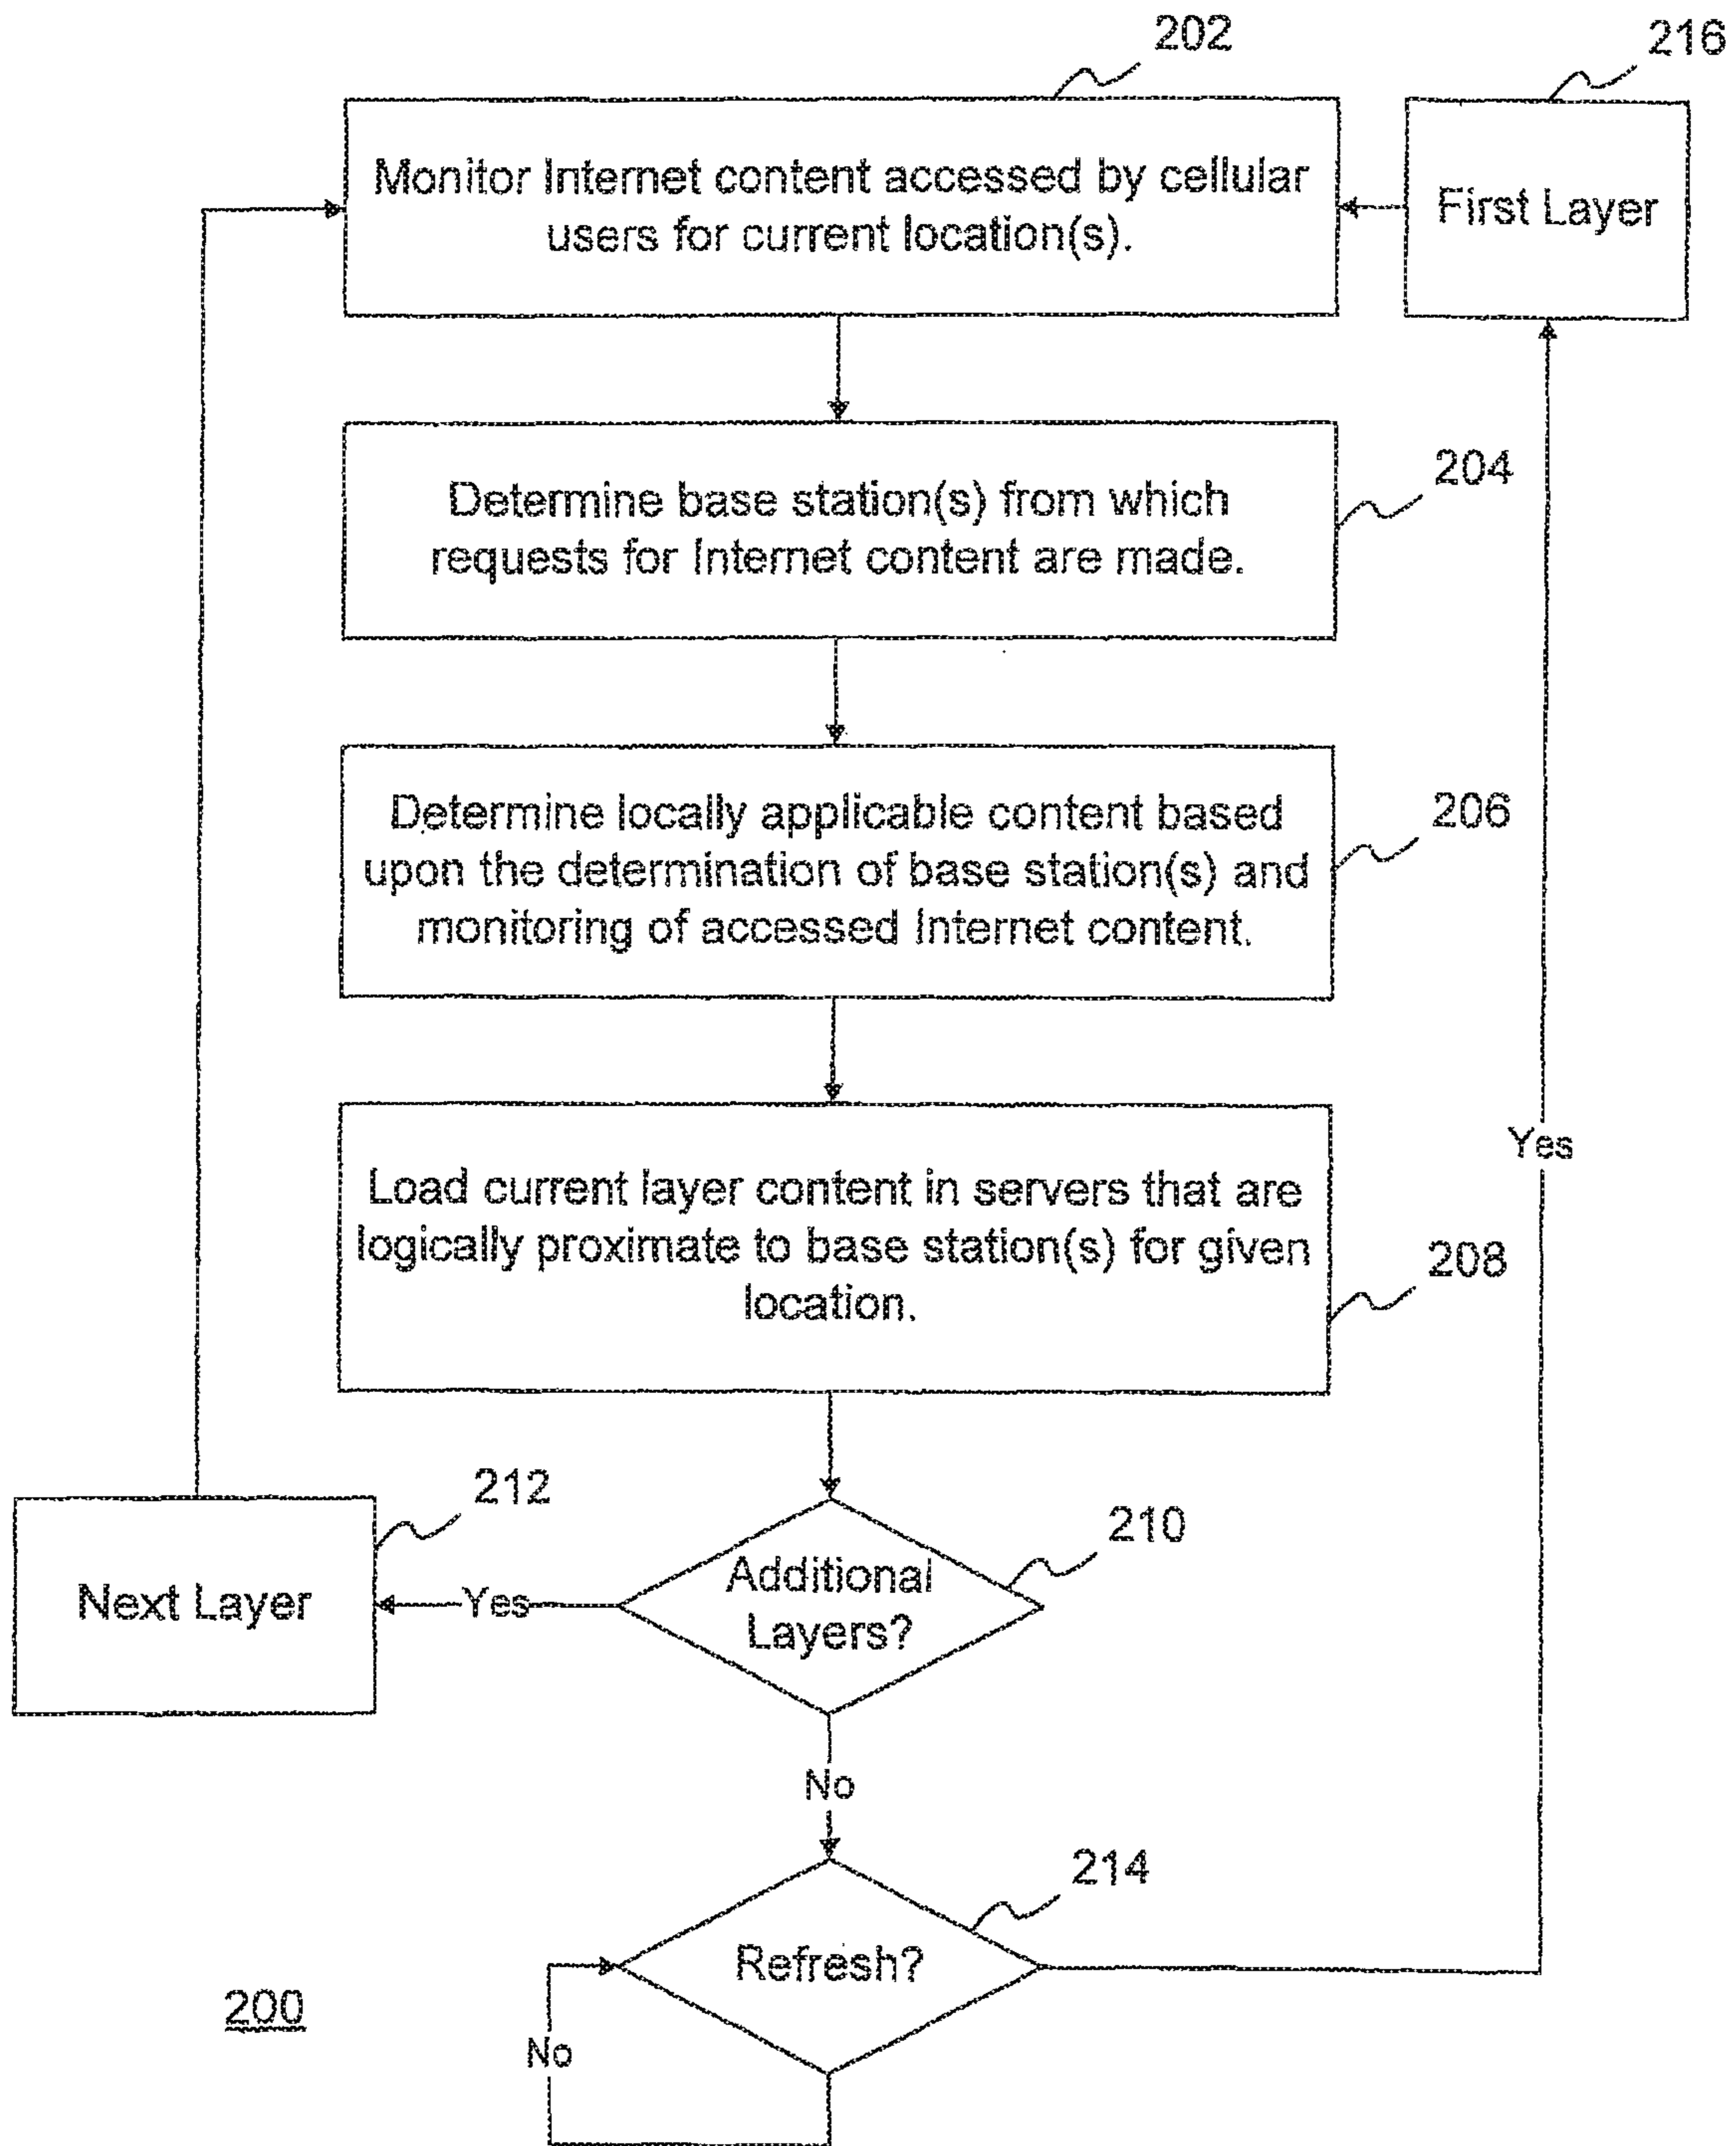 202
216
Monitor Internet content accessed by cellular
users for current location(s).
First Layer
Determine base station(s) from which
requests for Internet content are made.
204
Determine locally applicable content based
upon the determination of base station(s) and
monitoring of accessed Internet content.
206
Yes
Load current layer content in servers that are
logically proximate to base station(s) for given
location.
208
212
210
Next Layer
Yes
Additional
Layers?
No
214
Refresh?
200
No